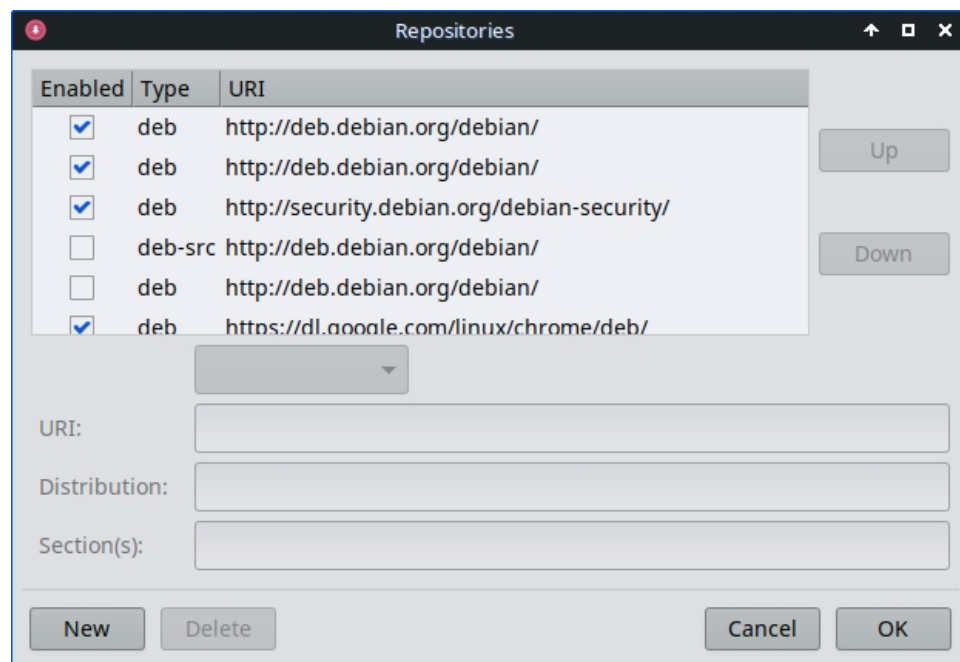 Repositories
Enabled Type URI
deb http://deb.debian.org/debian/
deb http://deb.debian.org/debian/
Up
deb http://security.debian.org/debian-security/
deb-src http://deb.debian.org/debian/
Down
deb http://deb.debian.org/debian/
deb https://dl.google.com/linux/chrome/deb/
URI:
Distribution:
Section(s):
New Delete Cancel OK